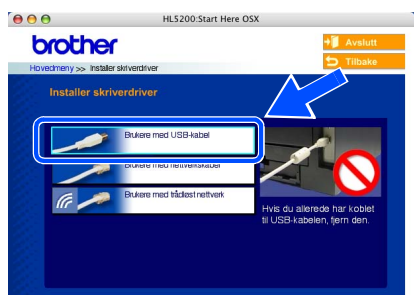 HL5200:Start Here OSX
brother
Avslutt
Hovedmeny >> Installer skriverdriver
Tilbake
Installer skriverdriver
Brukere med USB-kabel
Brukere med nettverkskabel
Brukere med trådløst nettverk
Hvis du allerede har koblet
til USB-kabelen, fjern den.